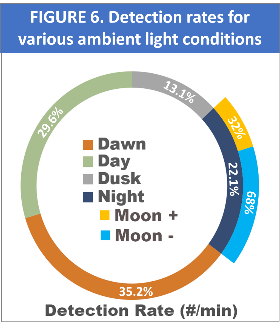 FIGURE 6. Detection rates for
various ambient light conditions
13.1%
29.6%
32%
Dawn
Day
Dusk
Night
Moon +
Moon -
22.1%
68%
35.2%
Detection Rate (#/min)